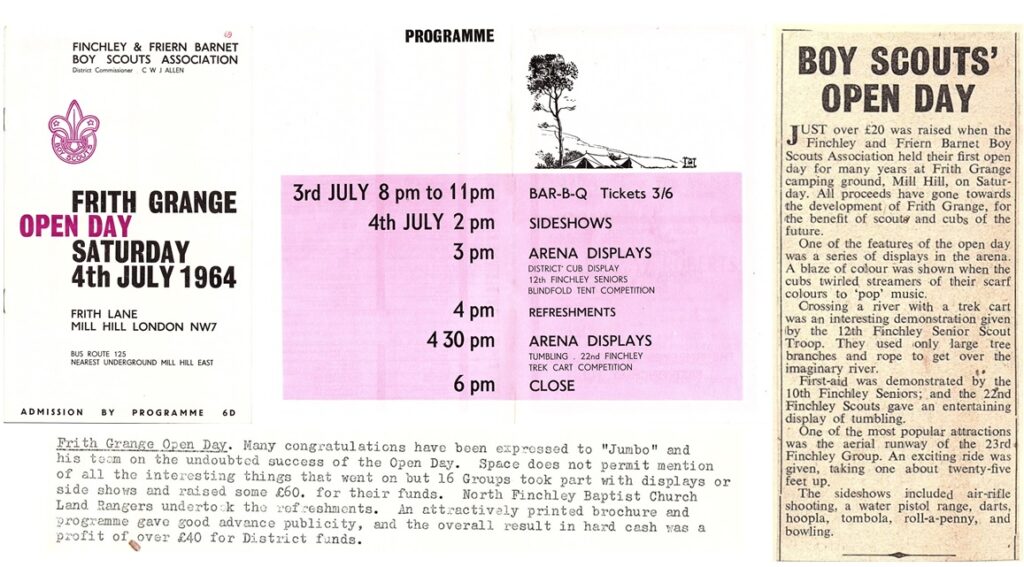 69
FINCHLEY & FRIERN BARNET
BOY SCOUTS ASSOCIATION
District Commissioner . C W J ALLEN
BOY SCOUTS
FRITH GRANGE
OPEN DAY
SATURDAY
4th JULY 1964
FRITH LANE
MILL HILL LONDON NW7
BUS ROUTE 125
NEAREST UNDERGROUND MILL HILL EAST
ADMISSION BY PROGRAMME 6D
PROGRAMME
3rd JULY 8 pm to 11pm BAR-B-Q Tickets 3/6
4th JULY 2 pm SIDESHOWS
3 pm ARENA DISPLAYS
DISTRICT CUB DISPLAY
12th FINCHLEY SENIORS
BLINDFOLD TENT COMPETITION
4 pm REFRESHMENTS
4 30 pm ARENA DISPLAYS
TUMBLING . 22nd FINCHLEY
TREK CART COMPETITION
6 pm CLOSE
Frith Grange Open Day. Many congratulations have been expressed to "Jumbo" and
his team on the undoubted success of the Open Day. Space does not permit mention
of all the interesting things that went on but 16 Groups took part with displays or
side shows and raised some £60. for their funds. North Finchley Baptist Church
Land Rangers undertook the refreshments. An attractively printed brochure and
programme gave good advance publicity, and the overall result in hard cash was a
profit of over £40 for District funds.
BOY SCOUTS'
OPEN DAY
JUST over £20 was raised when the
Finchley and Friern Barnet Boy
Scouts Association held their first open
day for many years at Frith Grange
camping ground, Mill Hill, on Satur-
day. All proceeds have gone towards
the development of Frith Grange, for
the benefit of scouts and cubs of the
future.
One of the features of the open day
was a series of displays in the arena.
A blaze of colour was shown when the
cubs twirled streamers of their scarf
colours to 'pop' music.
Crossing a river with a trek cart
was an interesting demonstration given
by the 12th Finchley Senior Scout
Troop. They used only large tree
branches and rope to get over the
imaginary river.
First-aid was demonstrated by the
10th Finchley Seniors; and the 22nd
Finchley Scouts gave an entertaining
display of tumbling.
One of the most popular attractions
was the aerial runway of the 23rd
Finchley Group. An exciting ride was
given, taking one about twenty-five
feet up.
The sideshows included air-rifle
shooting, a water pistol range, darts,
hoopla, tombola, roll-a-penny, and
bowling.